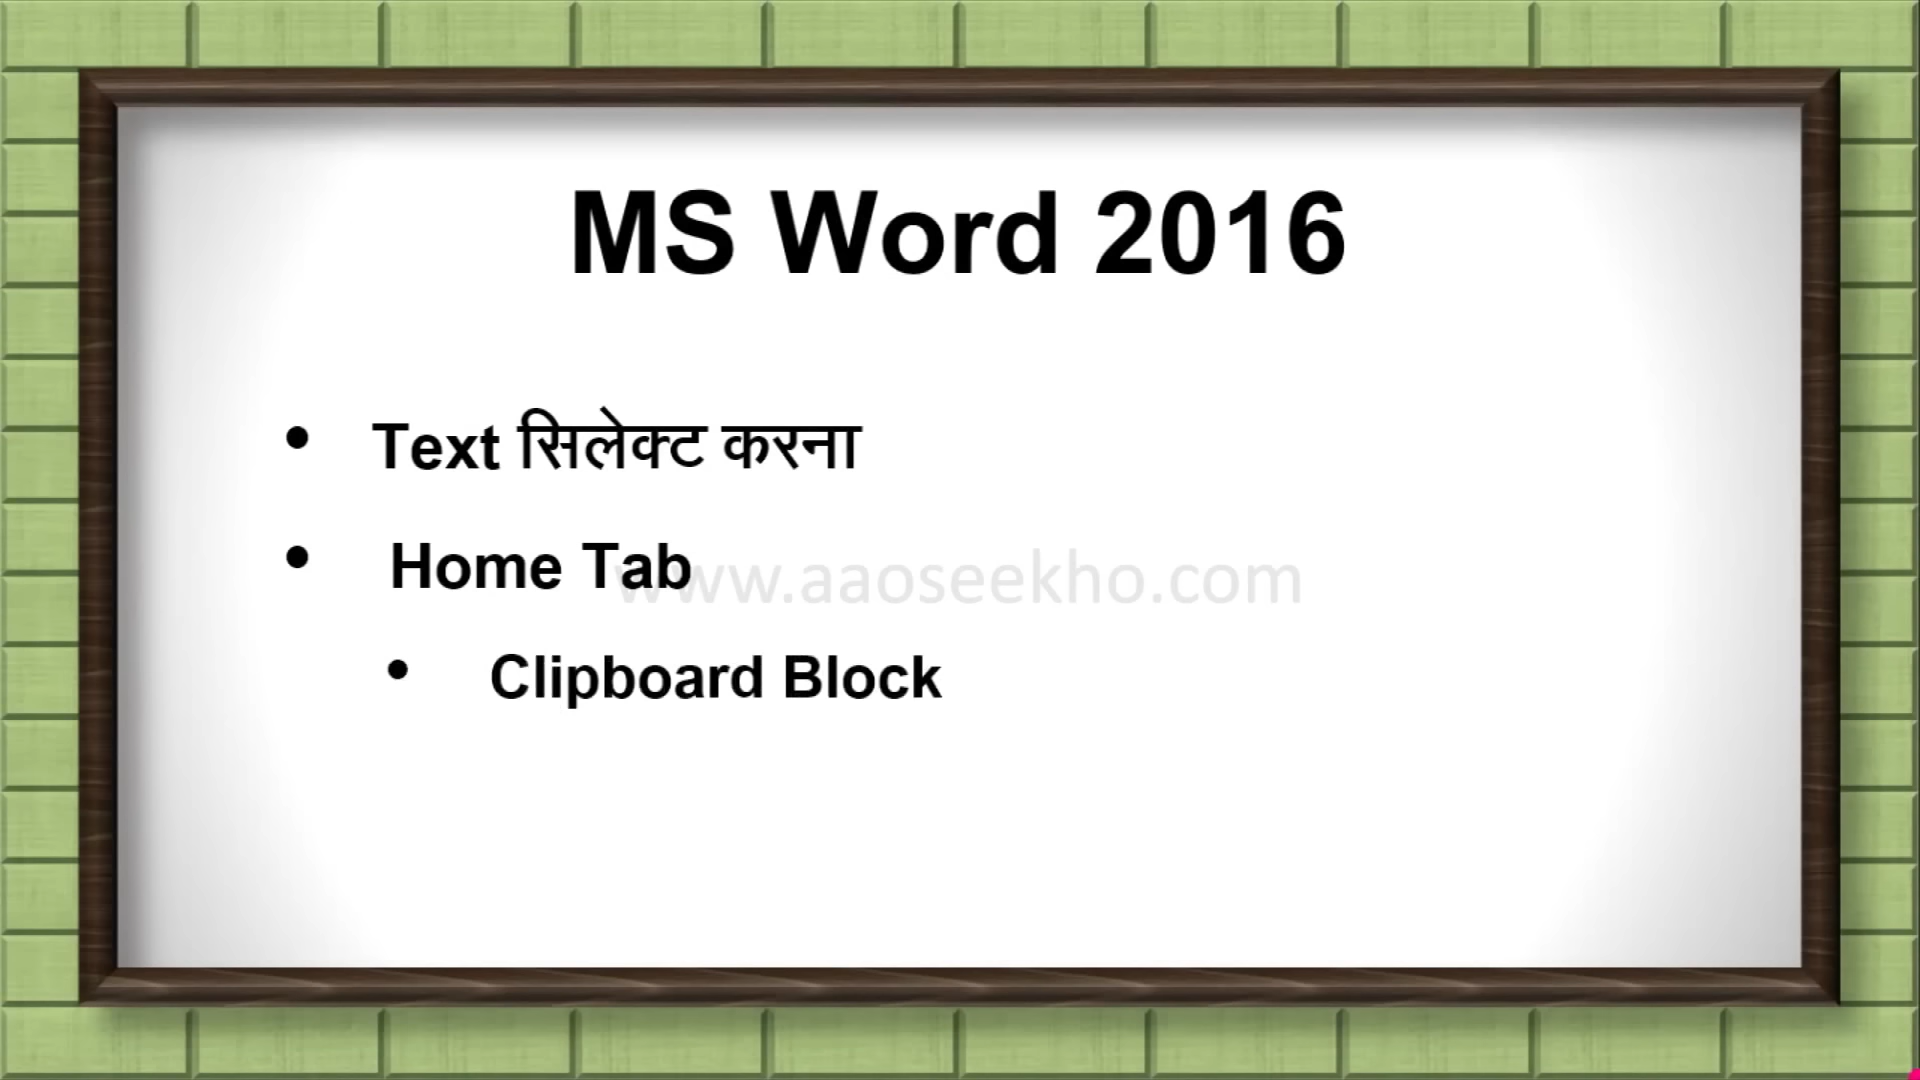 MS Word 2016
• Text सिलेक्ट करना
• Home Tab
www.aaoseekho.com
• Clipboard Block